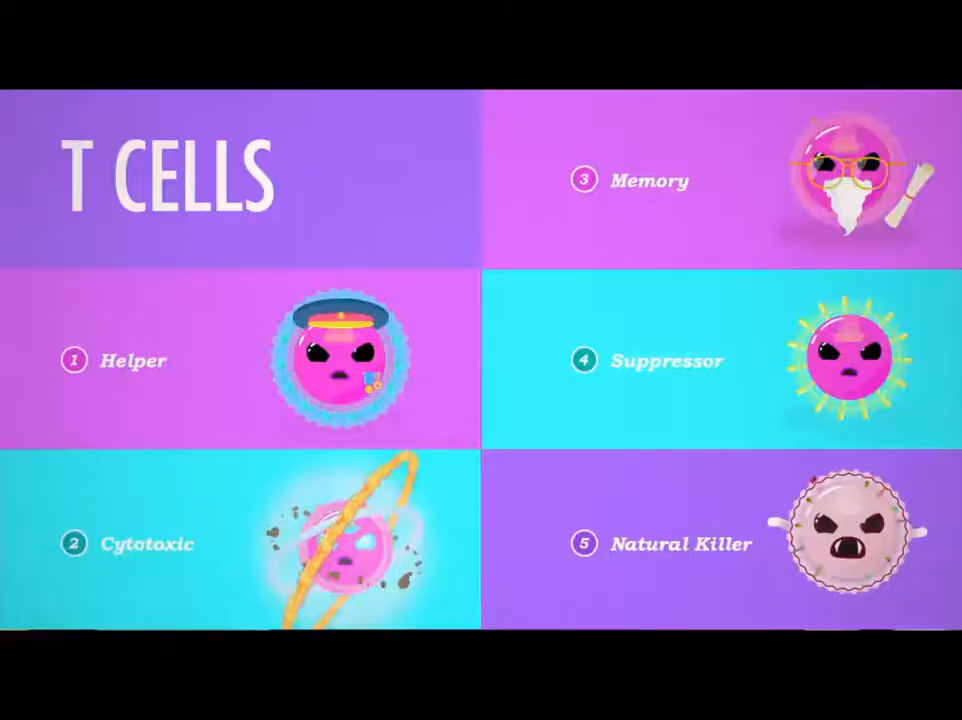 T CELLS
1 Helper
2 Cytotoxic
3 Memory
4 Suppressor
5 Natural Killer